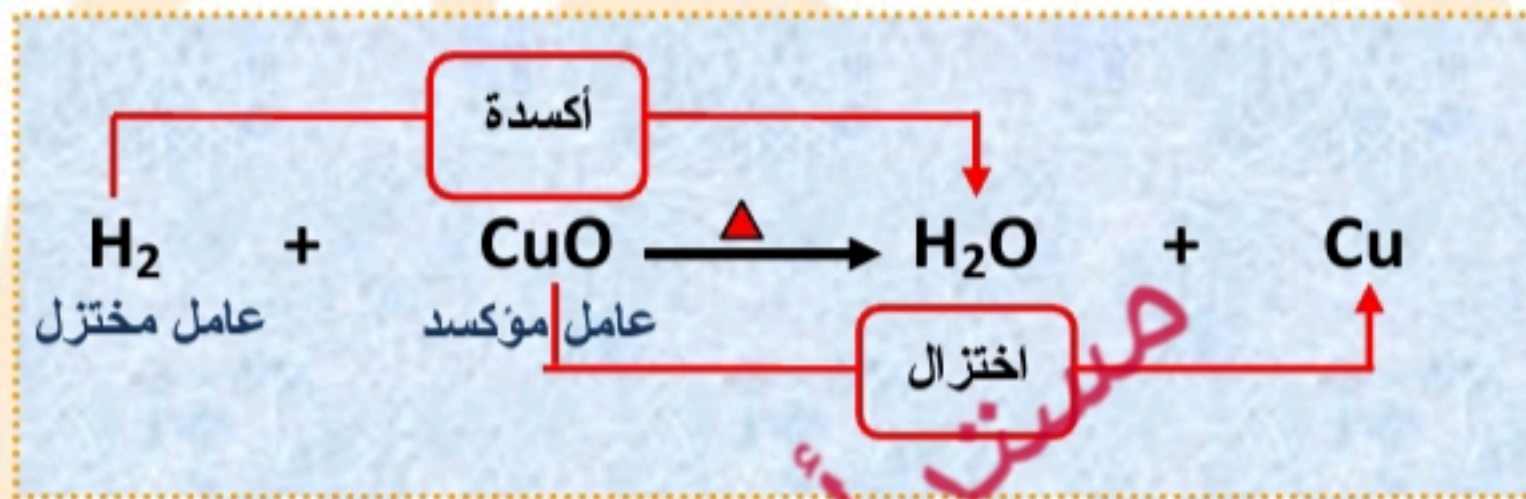 أكسدة
H₂ + CuO → H₂O + Cu
عامل مختزل عامل مؤكسد
اختزال